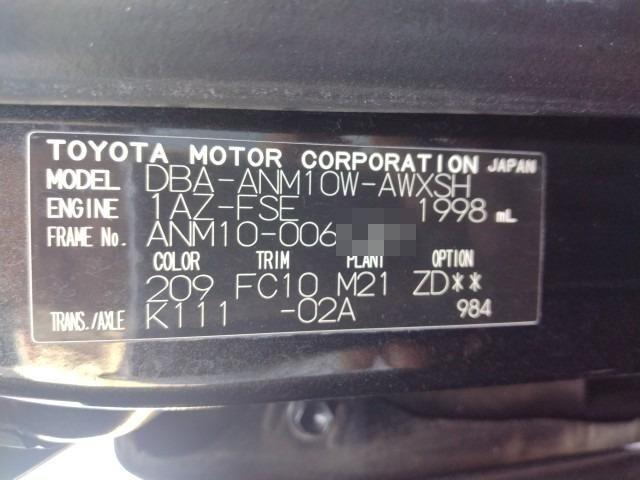 TOYOTA MOTOR CORPORATION JAPAN
MODEL DBA-ANM10W-AWXSH
ENGINE 1AZ-FSE 1998 mL
FRAME No. ANM10-006
COLOR TRIM PLANT OPTION
209 FC10 M21 ZD**
TRANS./AXLE K111 -02A 984